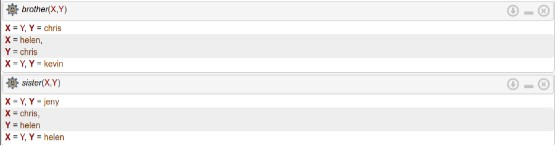 brother(X,Y)
X = Y, Y = chris
X = helen,
Y = chris
X = Y, Y = kevin
sister(X,Y)
X = Y, Y = jeny
X = chris,
Y = helen
X = Y, Y = helen